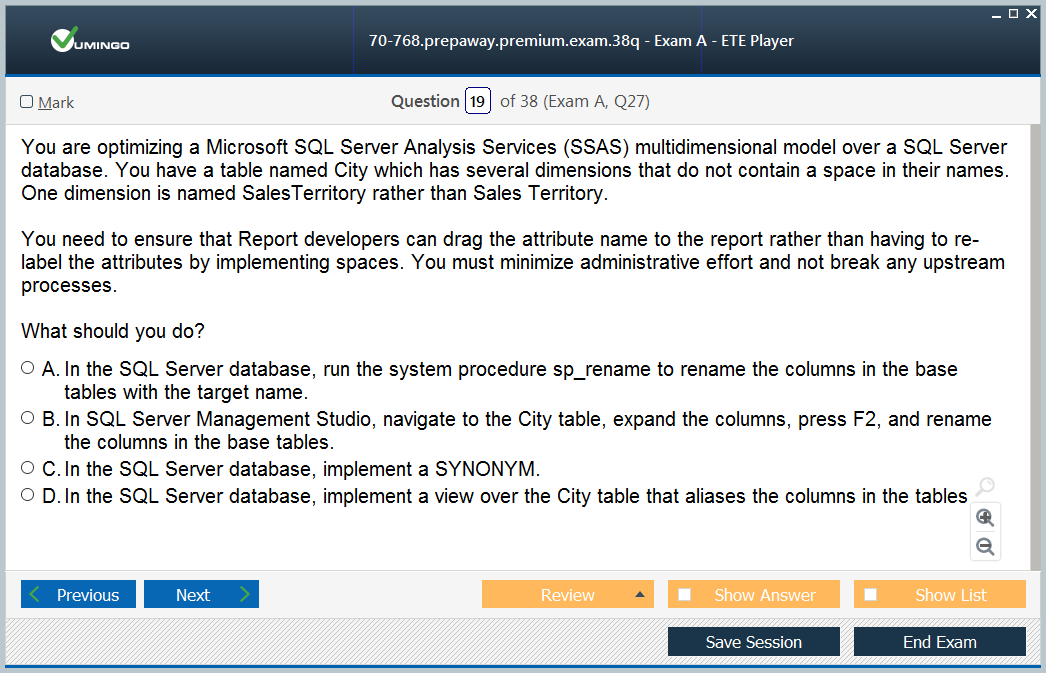 VUMINGO
70-768.prepaway.premium.exam.38q - Exam A - ETE Player
Mark
Question 19 of 38 (Exam A, Q27)
You are optimizing a Microsoft SQL Server Analysis Services (SSAS) multidimensional model over a SQL Server
database. You have a table named City which has several dimensions that do not contain a space in their names.
One dimension is named SalesTerritory rather than Sales Territory.
You need to ensure that Report developers can drag the attribute name to the report rather than having to re-
label the attributes by implementing spaces. You must minimize administrative effort and not break any upstream
processes.
What should you do?
A. In the SQL Server database, run the system procedure sp_rename to rename the columns in the base
tables with the target name.
B. In SQL Server Management Studio, navigate to the City table, expand the columns, press F2, and rename
the columns in the base tables.
C. In the SQL Server database, implement a SYNONYM.
D. In the SQL Server database, implement a view over the City table that aliases the columns in the tables
Previous
Next
Review
Show Answer
Show List
Save Session
End Exam